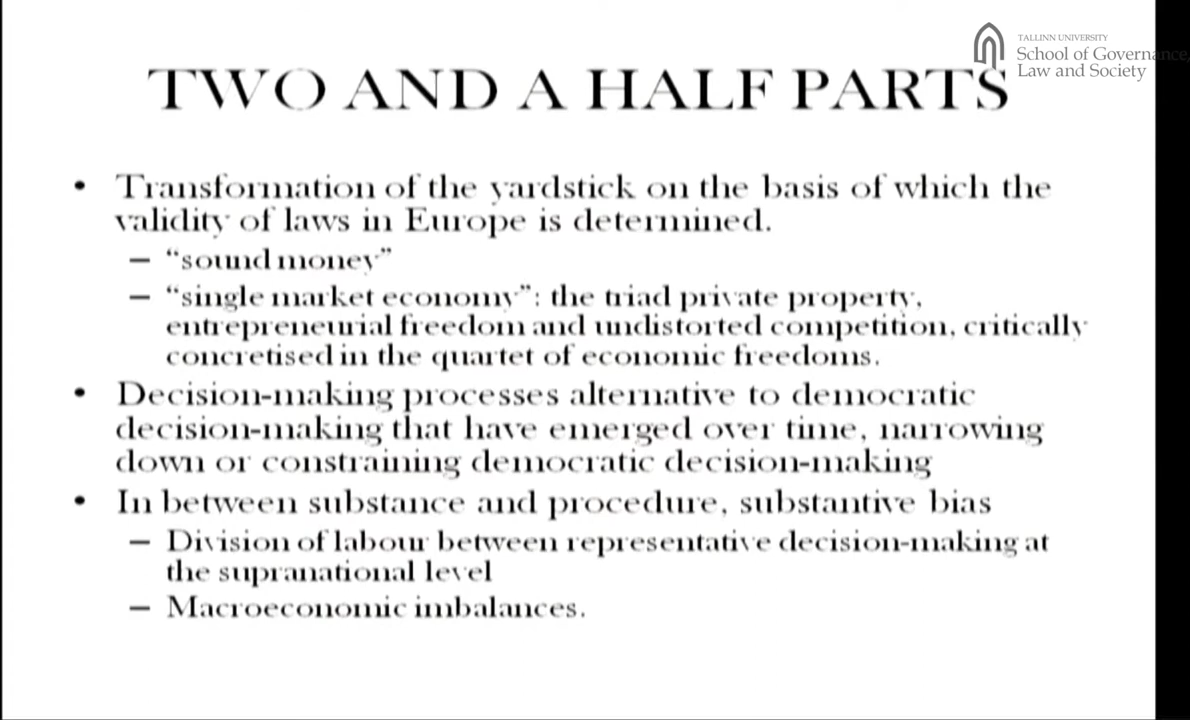 TALLINN UNIVERSITY
School of Governance,
Law and Society
TWO AND A HALF PARTS
• Transformation of the yardstick on the basis of which the
validity of laws in Europe is determined.
– “sound money”
– “single market economy”: the triad private property,
entrepreneurial freedom and undistorted competition, critically
concretised in the quartet of economic freedoms.
• Decision-making processes alternative to democratic
decision-making that have emerged over time, narrowing
down or constraining democratic decision-making
• In between substance and procedure, substantive bias
– Division of labour between representative decision-making at
the supranational level
– Macroeconomic imbalances.